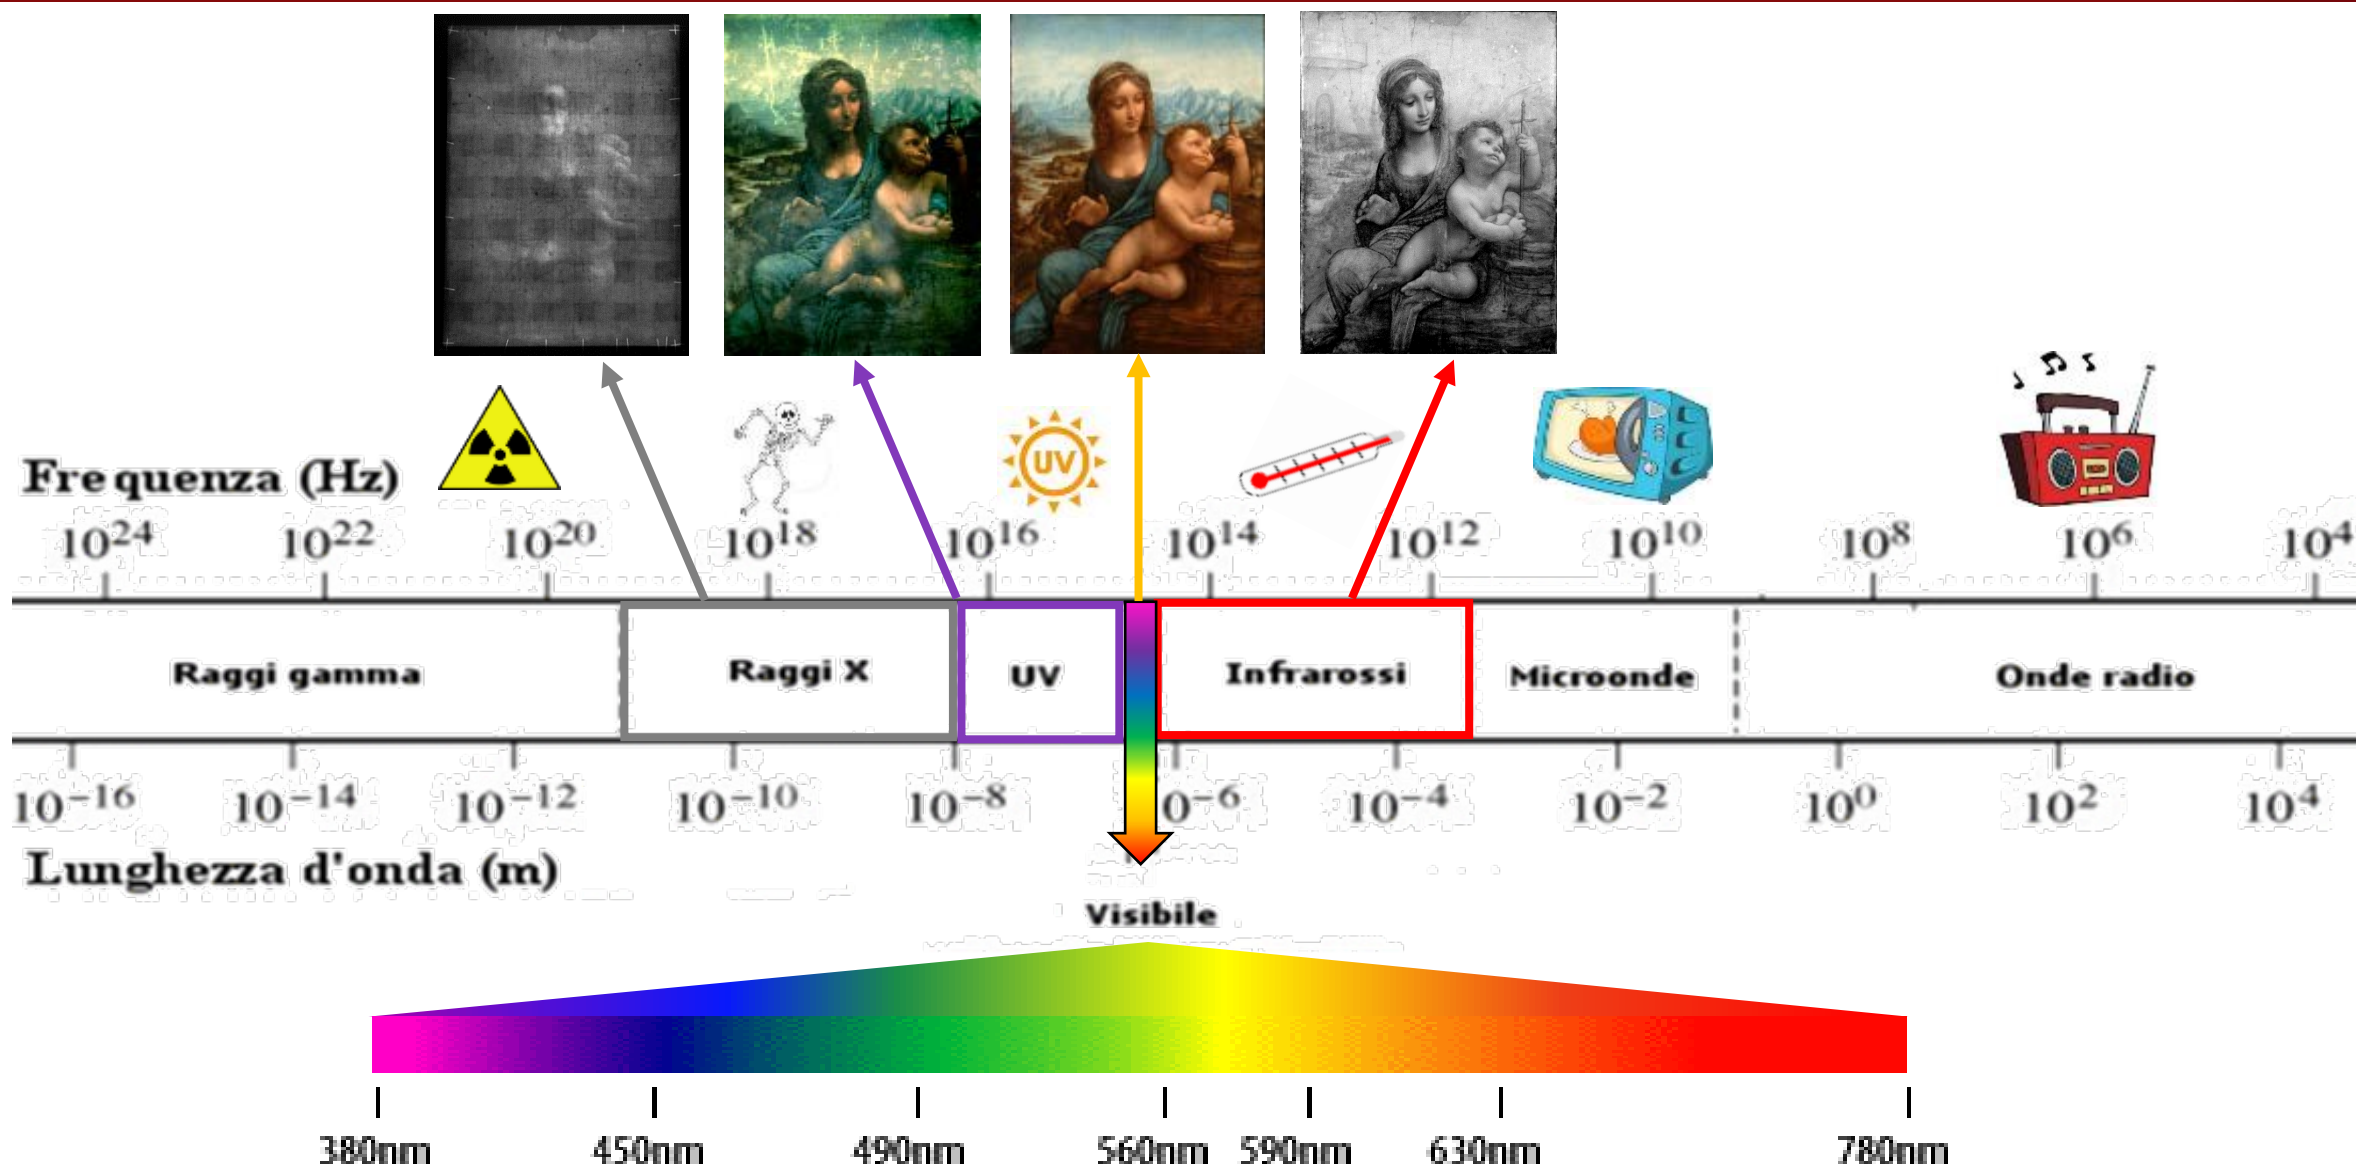 UV
Frequenza (Hz)
10²⁴ 10²² 10²⁰ 10¹⁸ 10¹⁶ 10¹⁴ 10¹² 10¹⁰ 10⁸ 10⁶ 10⁴
Raggi gamma Raggi X UV Infrarossi Microonde Onde radio
10⁻¹⁶ 10⁻¹⁴ 10⁻¹² 10⁻¹⁰ 10⁻⁸ 0⁻⁶ 10⁻⁴ 10⁻² 10⁰ 10² 10⁴
Lunghezza d'onda (m)
Visibile
380nm 450nm 490nm 560nm 590nm 630nm 780nm